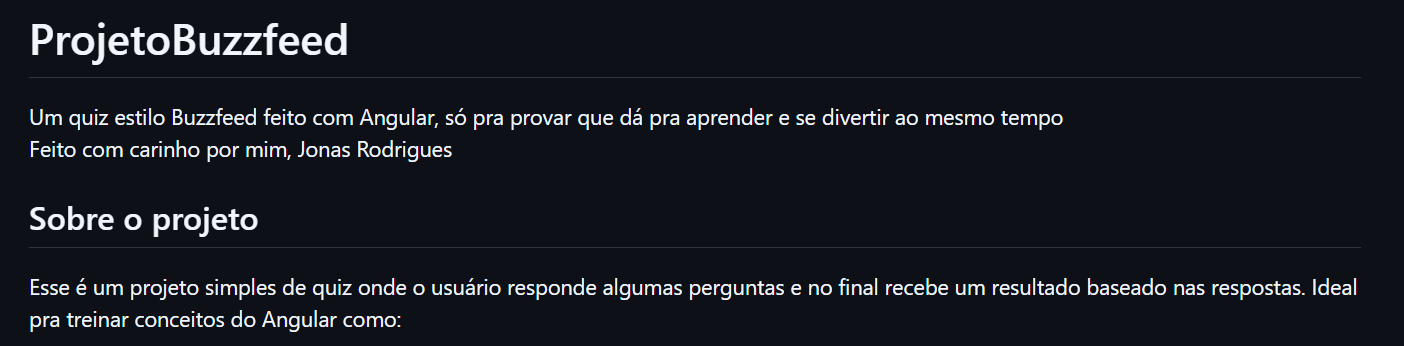 ProjetoBuzzfeed
Um quiz estilo Buzzfeed feito com Angular, só pra provar que dá pra aprender e se divertir ao mesmo tempo
Feito com carinho por mim, Jonas Rodrigues
Sobre o projeto
Esse é um projeto simples de quiz onde o usuário responde algumas perguntas e no final recebe um resultado baseado nas respostas. Ideal
pra treinar conceitos do Angular como: